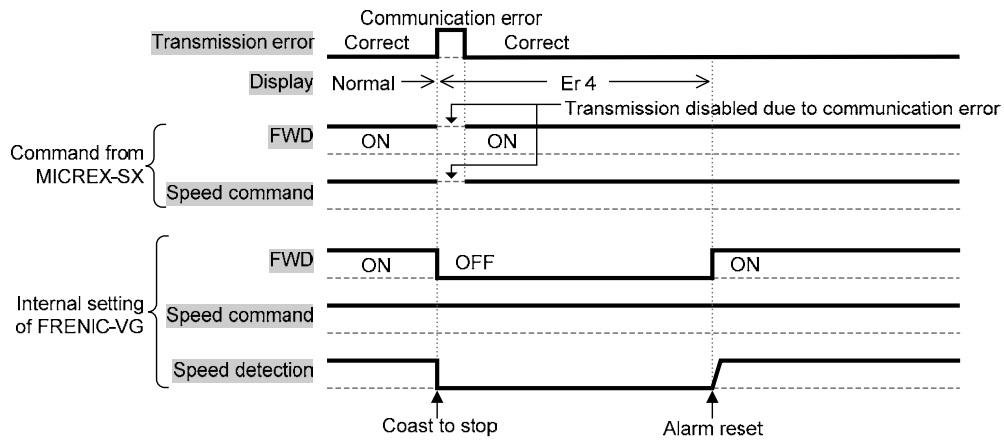 Communication error
Transmission error Correct Correct
Display Normal Er 4
Transmission disabled due to communication error
FWD ON ON
Command from
MICREX-SX
Speed command
FWD ON OFF ON
Internal setting
of FRENIC-VG
Speed command
Speed detection
Coast to stop Alarm reset